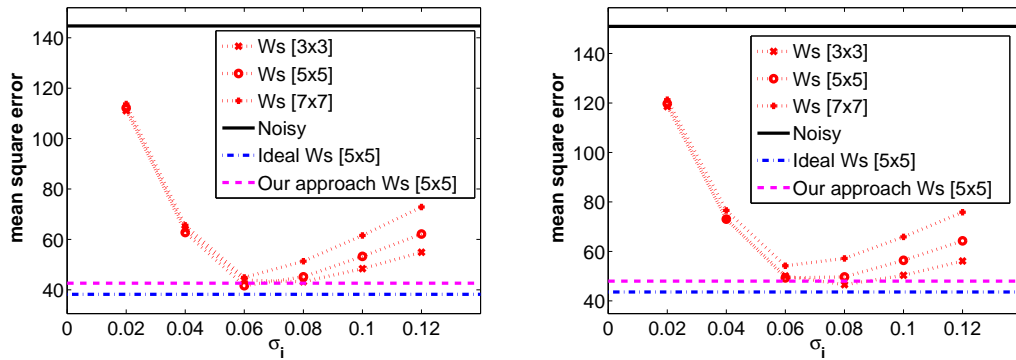 mean square error
140
120
100
80
60
40
0
0.02
0.04
0.06
0.08
0.1
0.12
σi
Ws [3x3]
Ws [5x5]
Ws [7x7]
Noisy
Ideal Ws [5x5]
Our approach Ws [5x5]
mean square error
140
120
100
80
60
40
0
0.02
0.04
0.06
0.08
0.1
0.12
σi
Ws [3x3]
Ws [5x5]
Ws [7x7]
Noisy
Ideal Ws [5x5]
Our approach Ws [5x5]